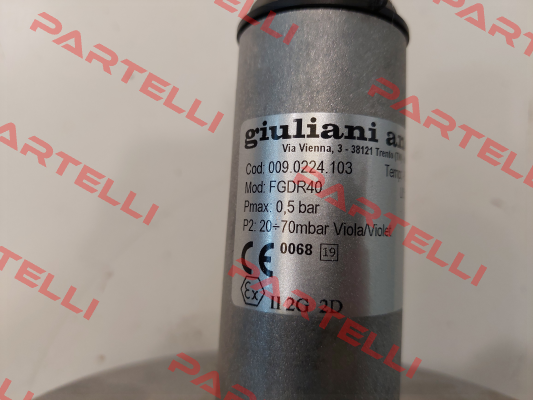 giuliani an
Via Vienna, 3 - 38121 Trento
Cod: 009.0224.103
Temp
Mod: FGDR40
Pmax: 0,5 bar
P2: 20÷70mbar Viola/Violet
CE 0068 19
Ex II 2G 2D
PARTELLI
PARTELLI
PARTELLI
PARTELLI
PARTELLI
PARTELLI